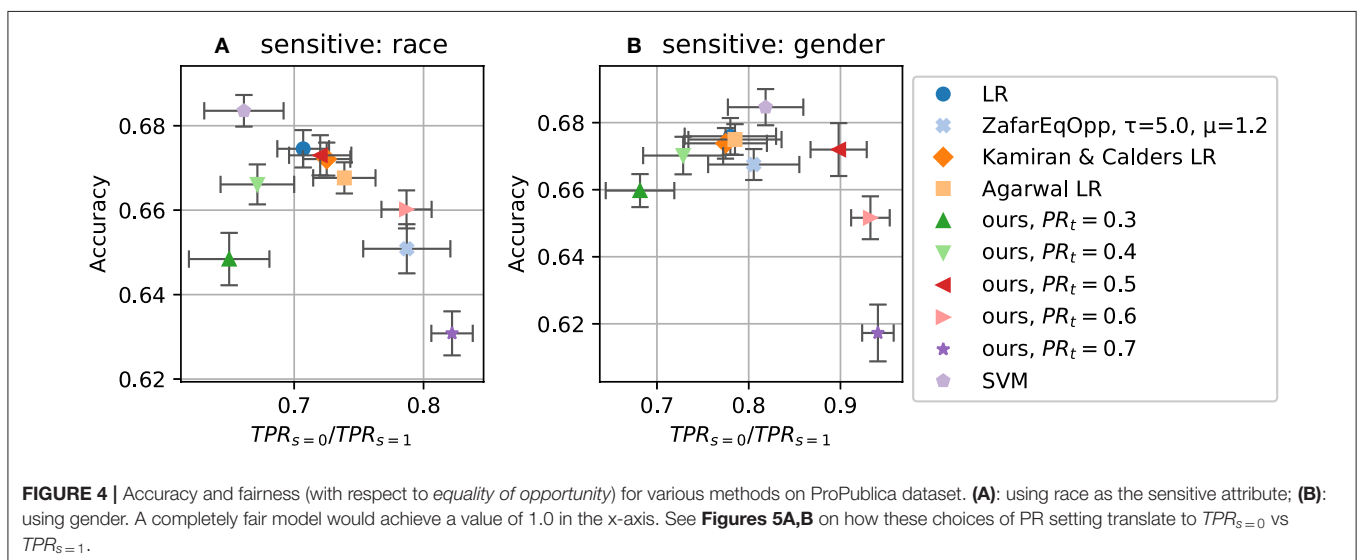 A sensitive: race
B sensitive: gender
Accuracy
0.68
0.66
0.64
0.62
0.7
0.8
TPR_{s=0}/TPR_{s=1}
Accuracy
0.68
0.66
0.64
0.62
0.7
0.8
0.9
TPR_{s=0}/TPR_{s=1}
LR
ZafarEqOpp, τ=5.0, μ=1.2
Kamiran & Calders LR
Agarwal LR
ours, PR_t = 0.3
ours, PR_t = 0.4
ours, PR_t = 0.5
ours, PR_t = 0.6
ours, PR_t = 0.7
SVM
FIGURE 4 | Accuracy and fairness (with respect to equality of opportunity) for various methods on ProPublica dataset. (A): using race as the sensitive attribute; (B):
using gender. A completely fair model would achieve a value of 1.0 in the x-axis. See Figures 5A,B on how these choices of PR setting translate to TPR_{s=0} vs
TPR_{s=1}.